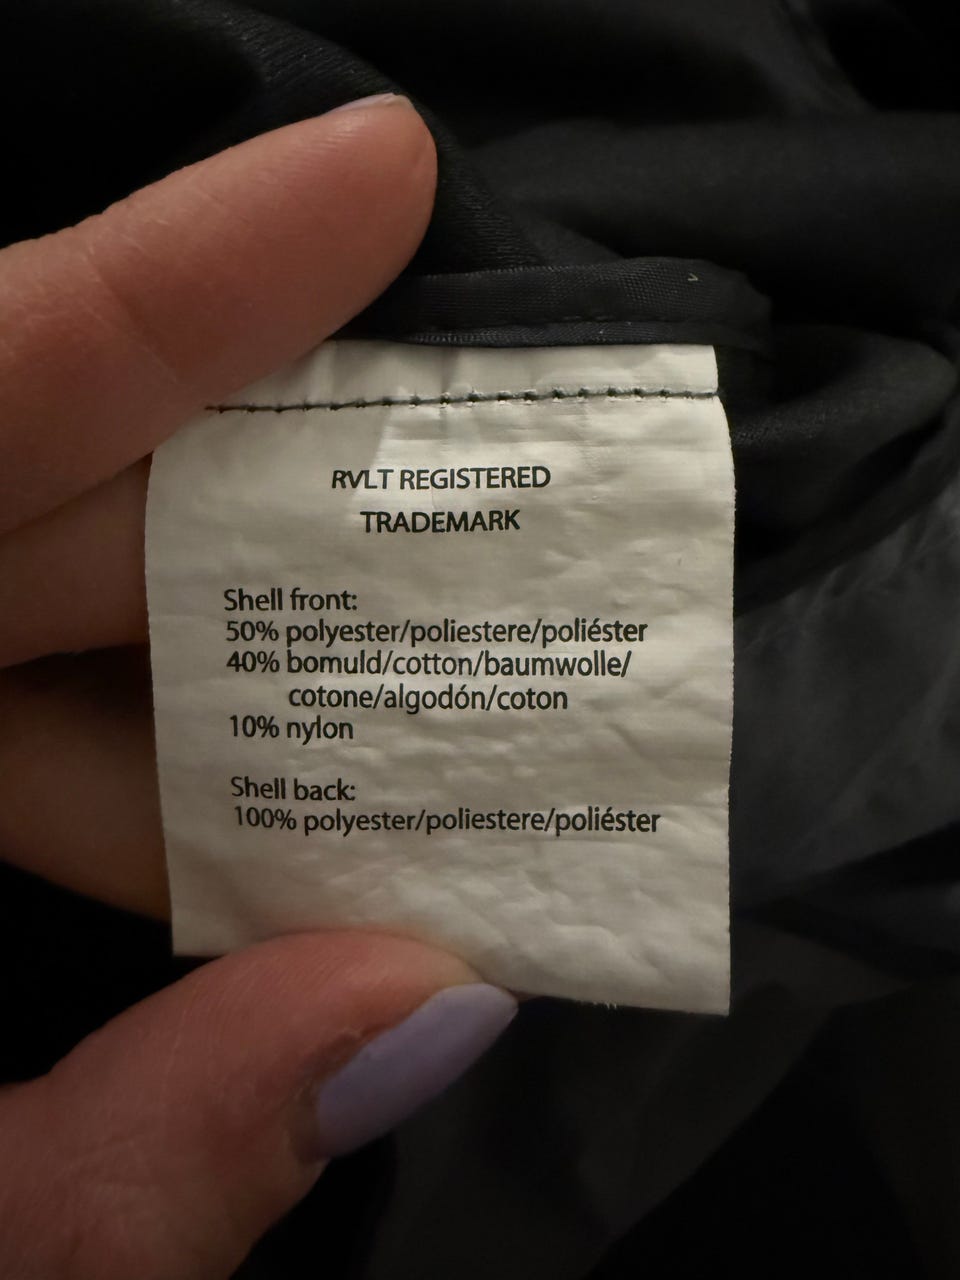 RVLT REGISTERED
TRADEMARK
Shell front:
50% polyester/poliestere/poliéster
40% bomuld/cotton/baumwolle/
cotone/algodón/coton
10% nylon
Shell back:
100% polyester/poliestere/poliéster